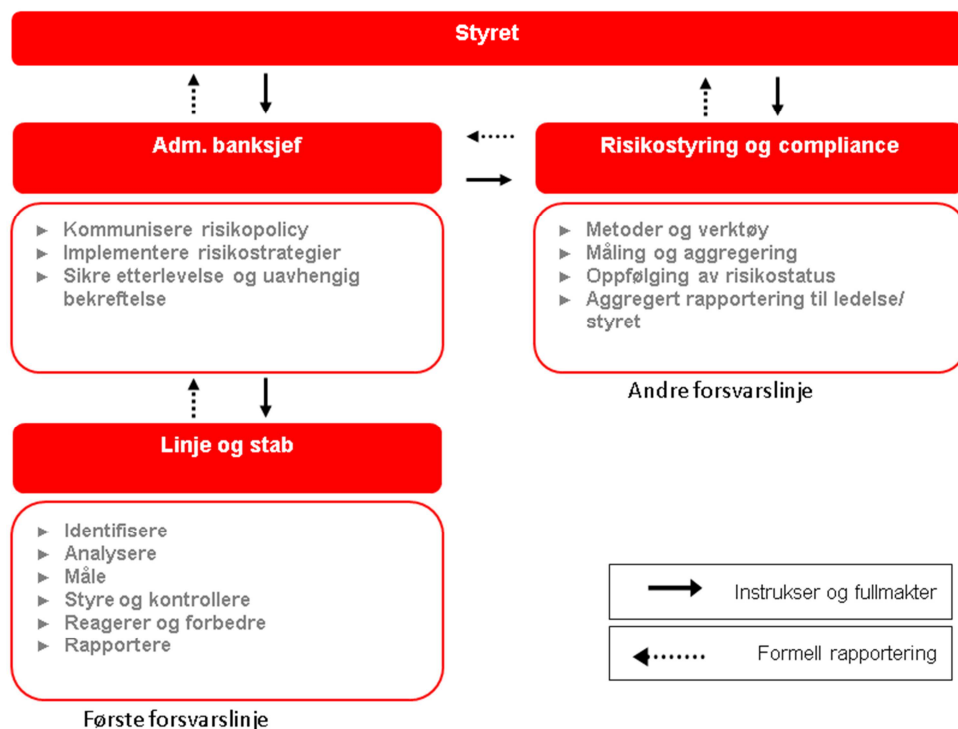 Styret
Adm. banksjef
Kommunisere risikopolicy
Implementere risikostrategier
Sikre etterlevelse og uavhengig
bekreftelse
Risikostyring og compliance
Metoder og verktøy
Måling og aggregering
Oppfølging av risikostatus
Aggregert rapportering til ledelse/
styret
Andre forsvarslinje
Linje og stab
Identifisere
Analysere
Måle
Styre og kontrollere
Reagerer og forbedre
Rapportere
Første forsvarslinje
Instrukser og fullmakter
Formell rapportering